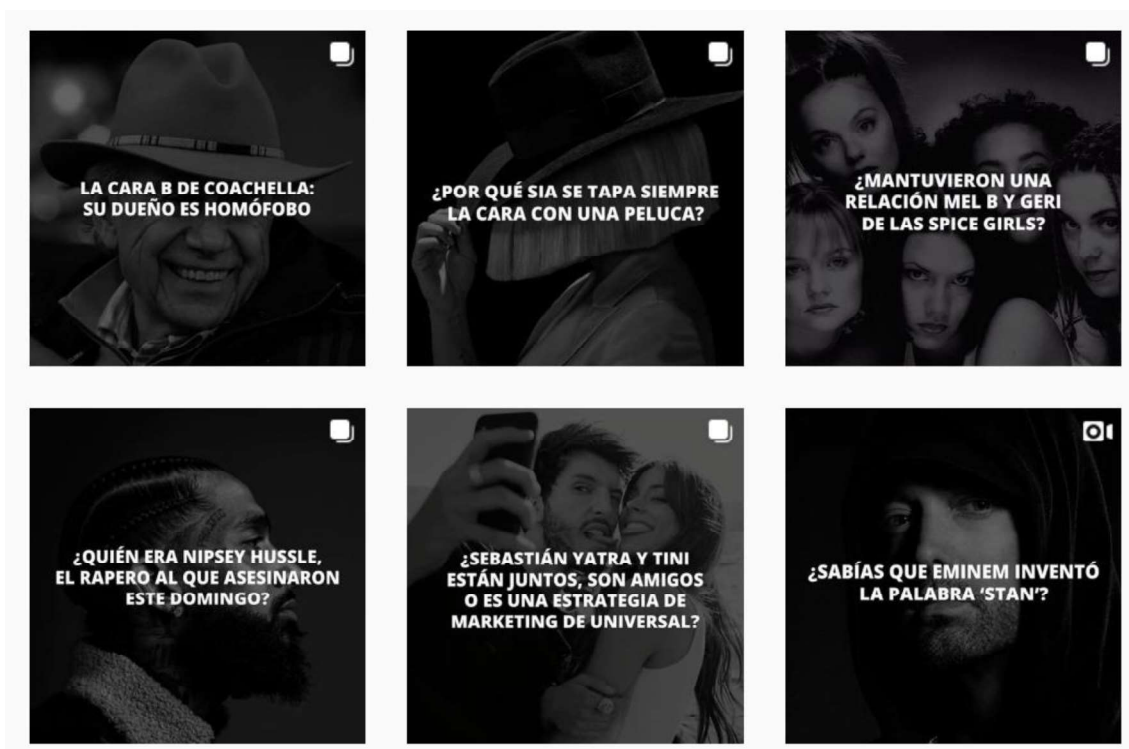 LA CARA B DE COACHELLA:
SU DUEÑO ES HOMÓFOBO
¿POR QUÉ SIA SE TAPA SIEMPRE
LA CARA CON UNA PELUCA?
¿MANTUVIERON UNA
RELACIÓN MEL B Y GERI
DE LAS SPICE GIRLS?
¿QUIÉN ERA NIPSEY HUSSLE,
EL RAPERO AL QUE ASESINARON
ESTE DOMINGO?
¿SEBASTIÁN YATRA Y TINI
ESTÁN JUNTOS, SON AMIGOS
O ES UNA ESTRATEGIA DE
MARKETING DE UNIVERSAL?
¿SABÍAS QUE EMINEM INVENTÓ
LA PALABRA ‘STAN’?